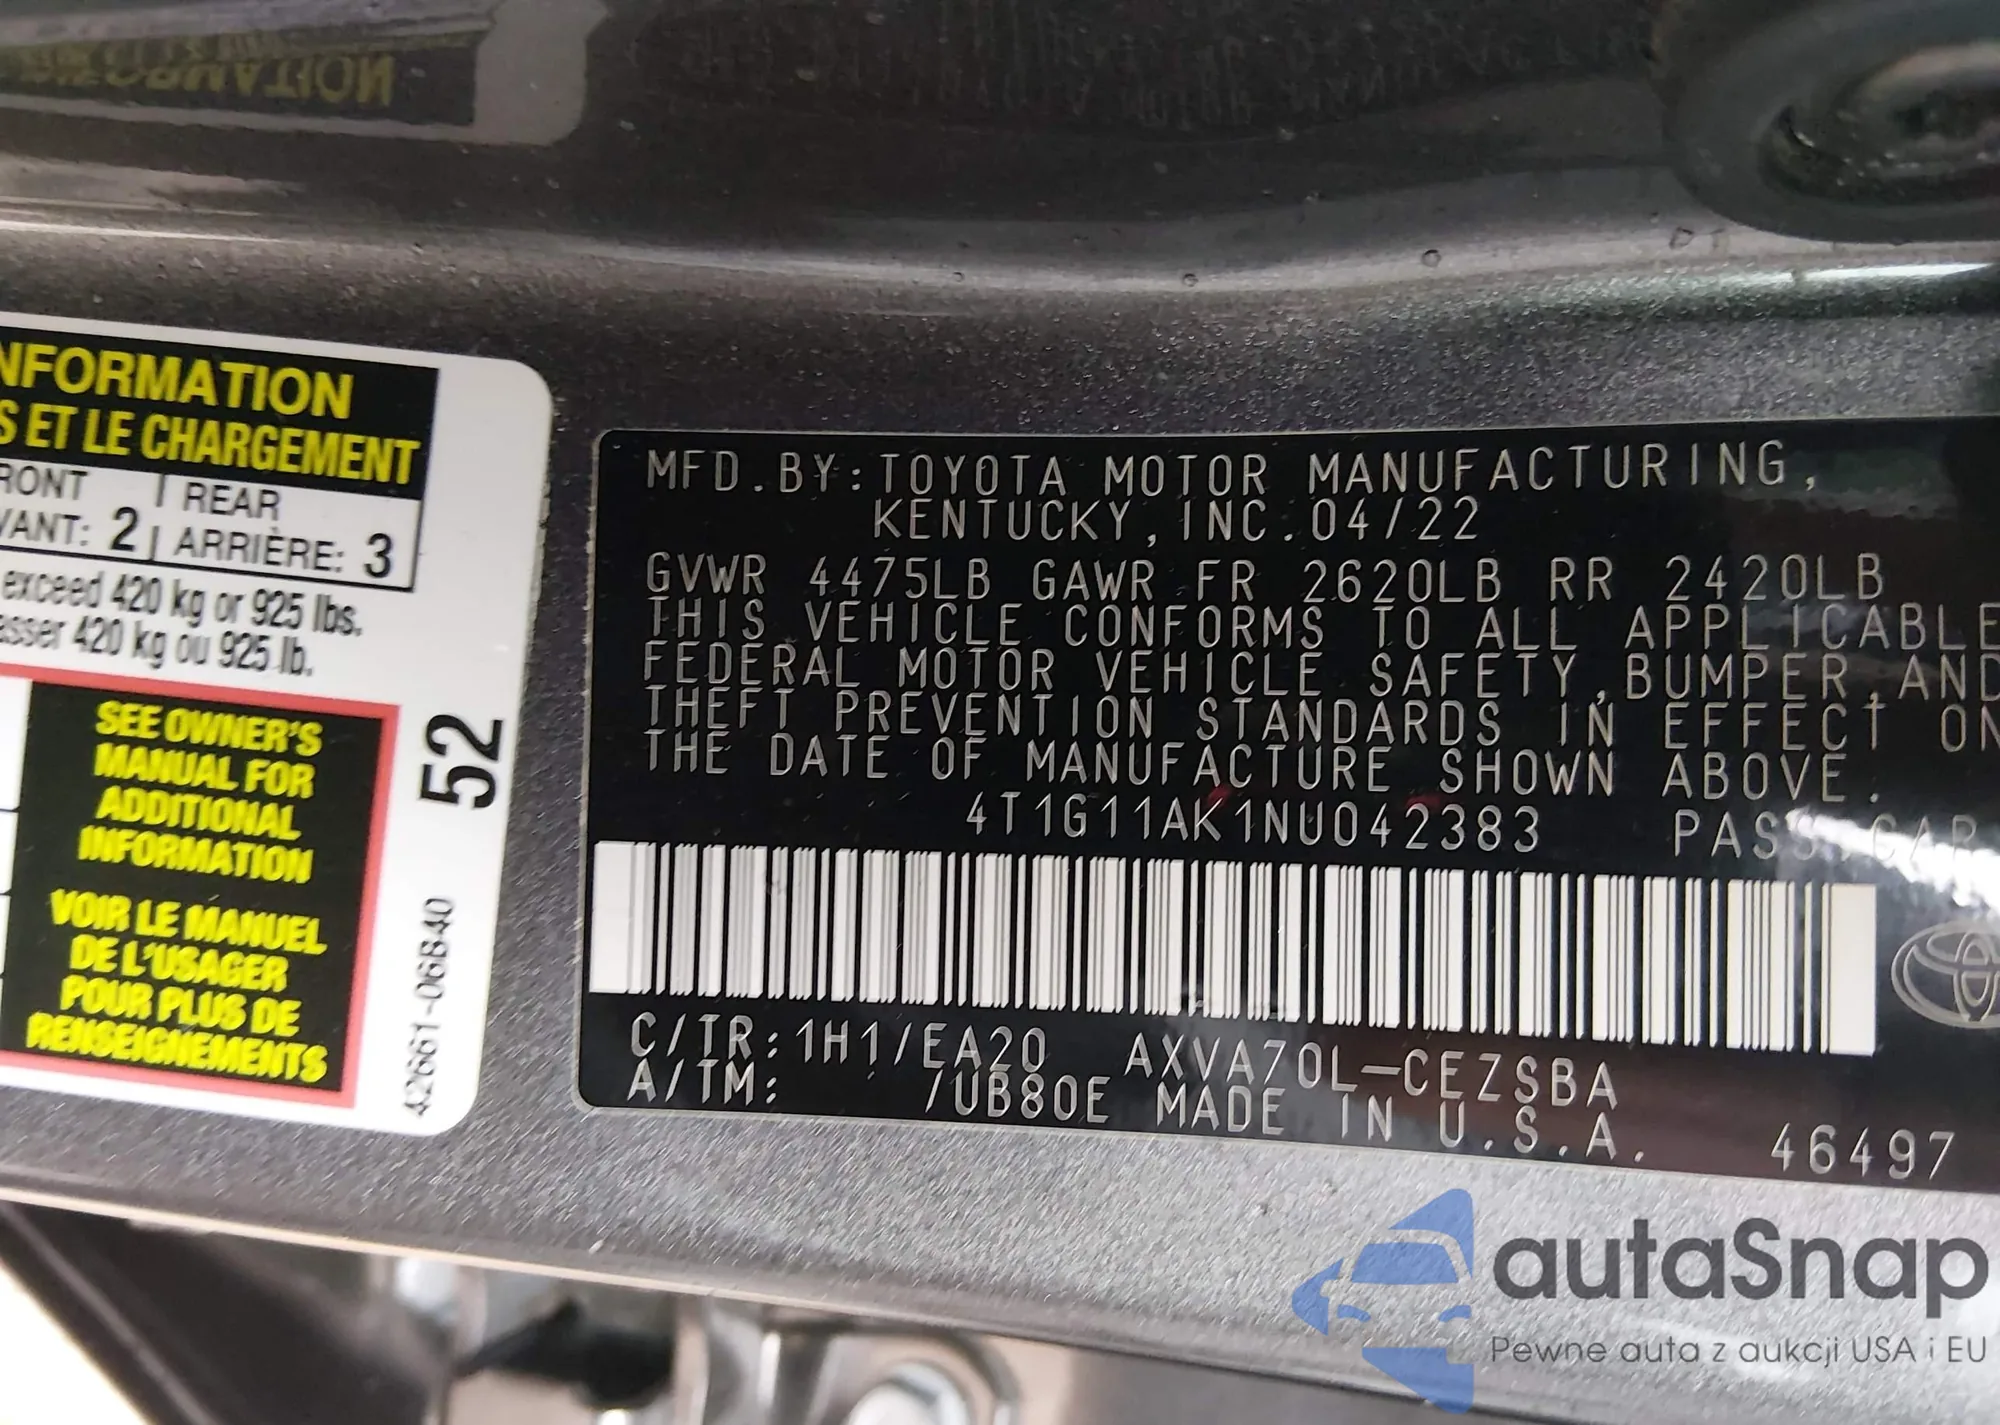 NFORMATION
S ET LE CHARGEMENT
RONT | REAR
VANT: 2 | ARRIÈRE: 3
exceed 420 kg or 925 lbs.
asser 420 kg ou 925 lb.
SEE OWNER'S
MANUAL FOR
ADDITIONAL
INFORMATION
VOIR LE MANUEL
DE L'USAGER
POUR PLUS DE
RENSEIGNEMENTS
52
42661-06B40
MFD.BY:TOYOTA MOTOR MANUFACTURING,
KENTUCKY,INC.04/22
GVWR 4475LB GAWR FR 2620LB RR 2420LB
THIS VEHICLE CONFORMS TO ALL APPLICABLE
FEDERAL MOTOR VEHICLE SAFETY,BUMPER,AND
THEFT PREVENTION STANDARDS IN EFFECT ON
THE DATE OF MANUFACTURE SHOWN ABOVE.
4T1G11AK1NU042383 PASS.CAR
C/TR:1H1/EA20 AXVA70L-CEZSBA
A/TM: /UB80E MADE IN U.S.A.
46497
autaSnap
Pewne auta z aukcji USA i EU